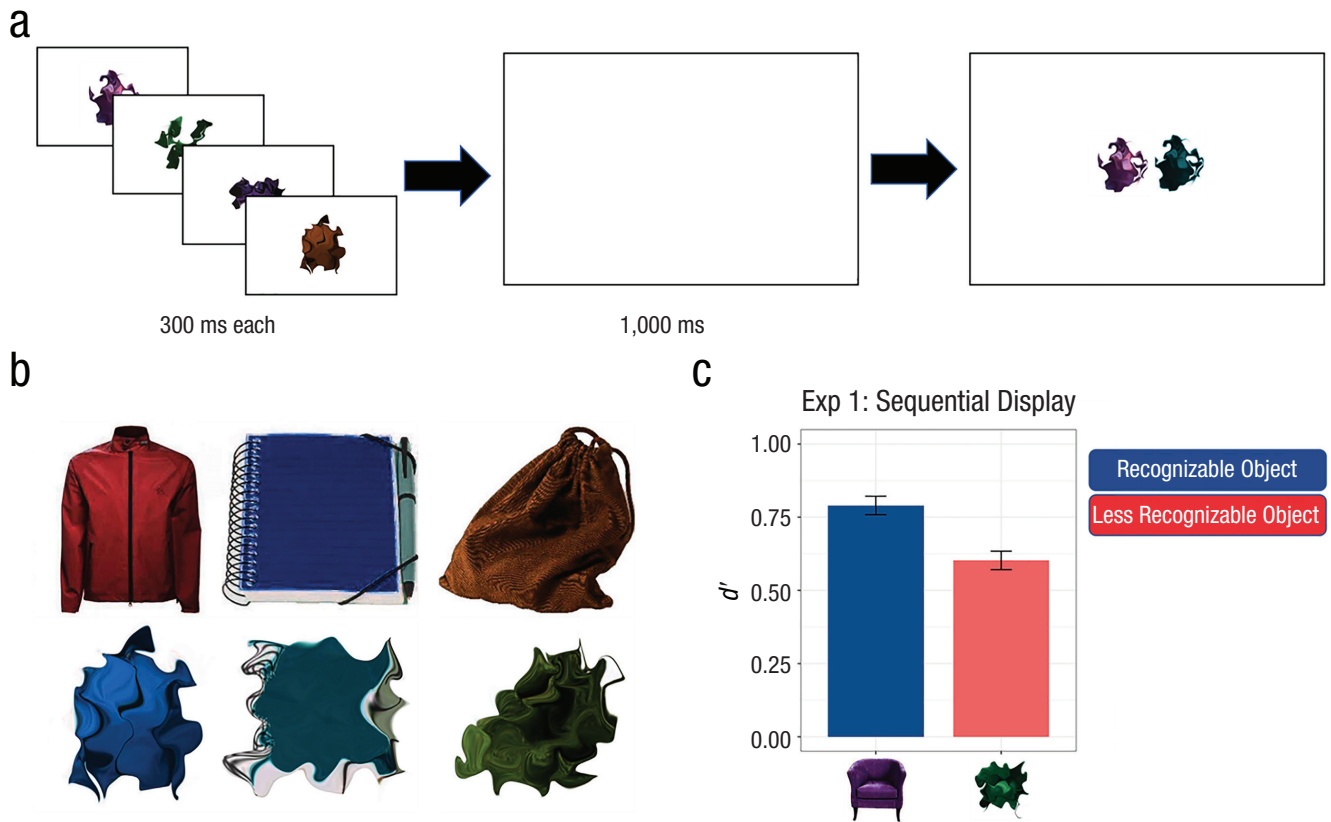 a
300 ms each
1,000 ms
b
c
Exp 1: Sequential Display
1.00
0.75
0.50
0.25
0.00
d′
Recognizable Object
Less Recognizable Object